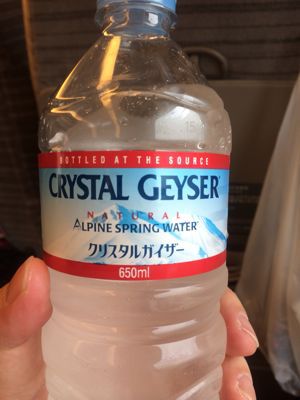 BOTTLED AT THE SOURCE
CRYSTAL GEYSER
NATURAL
ALPINE SPRING WATER
クリスタルガイザー
650ml